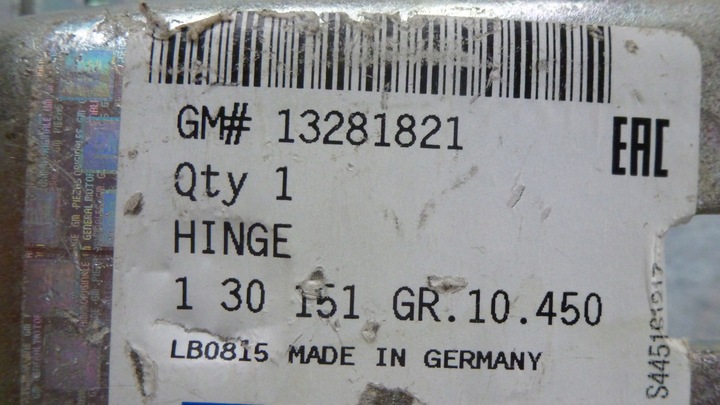 GM# 13281821
EAC
Qty 1
HINGE
1 30 151 GR.10.450
LB0815 MADE IN GERMANY